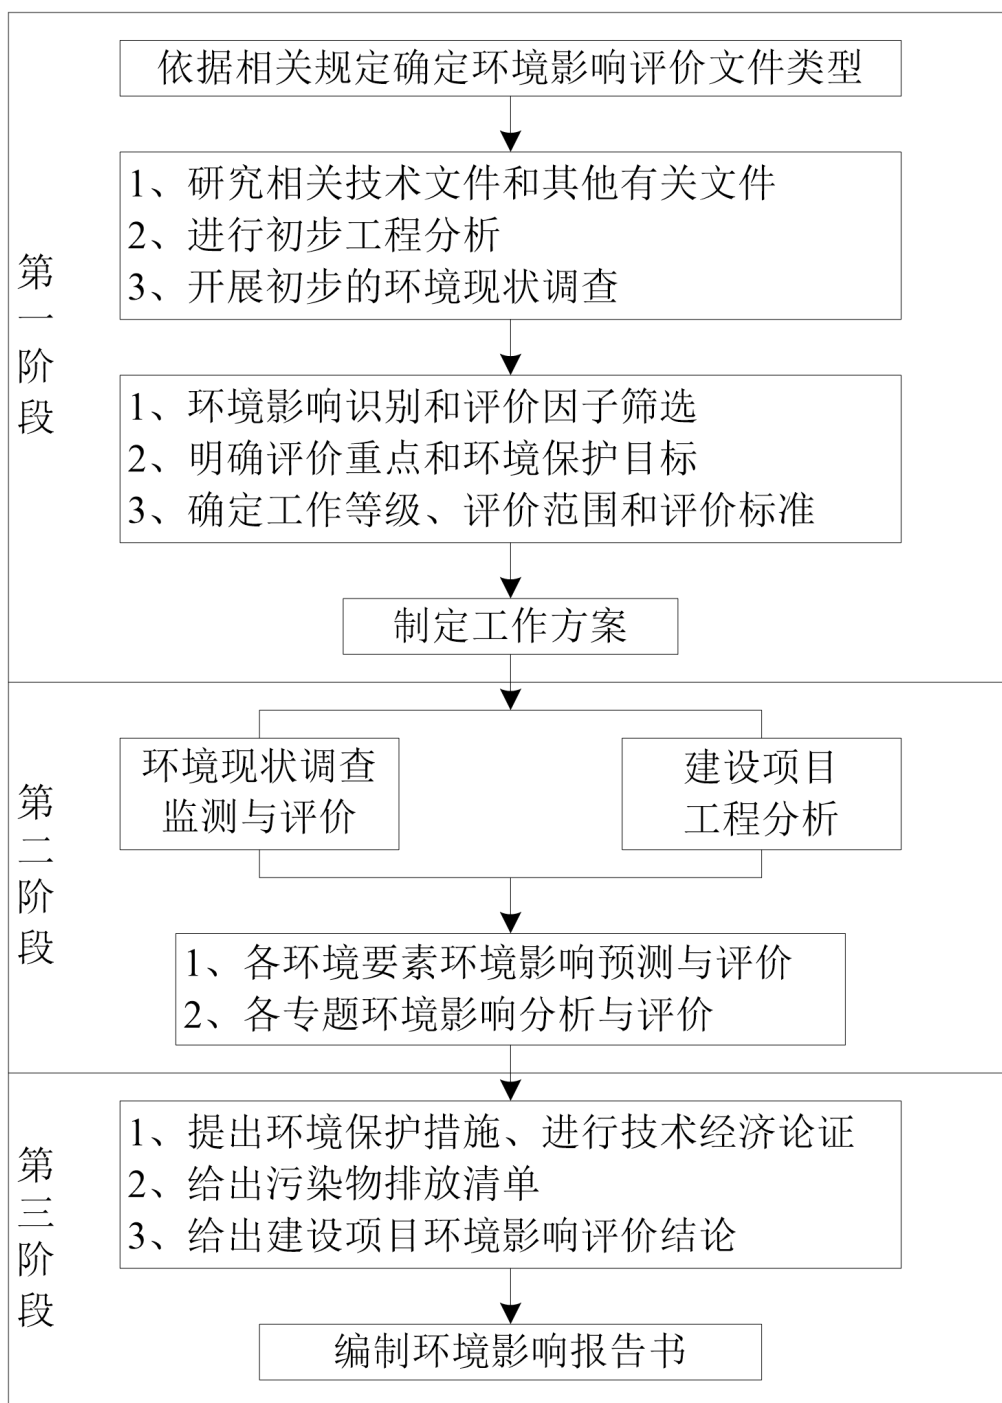 依据相关规定确定环境影响评价文件类型
1、研究相关技术文件和其他有关文件
2、进行初步工程分析
3、开展初步的环境现状调查
第一阶段
1、环境影响识别和评价因子筛选
2、明确评价重点和环境保护目标
3、确定工作等级、评价范围和评价标准
制定工作方案
第二阶段
环境现状调查
监测与评价
建设项目
工程分析
1、各环境要素环境影响预测与评价
2、各专题环境影响分析与评价
第三阶段
1、提出环境保护措施、进行技术经济论证
2、给出污染物排放清单
3、给出建设项目环境影响评价结论
编制环境影响报告书